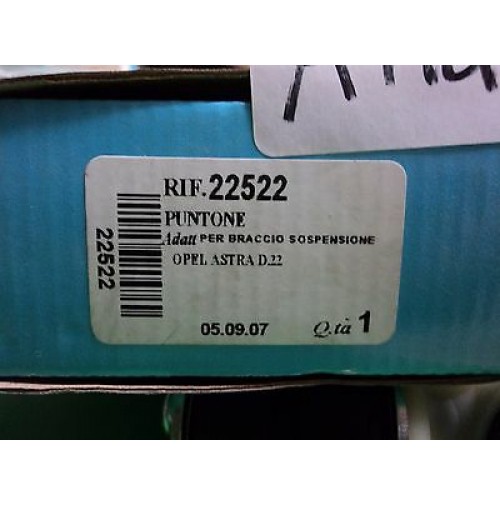 RIF.22522
PUNTONE
Adatt PER BRACCIO SOSPENSIONE
OPEL ASTRA D.22
05.09.07 Q.tà 1
22522